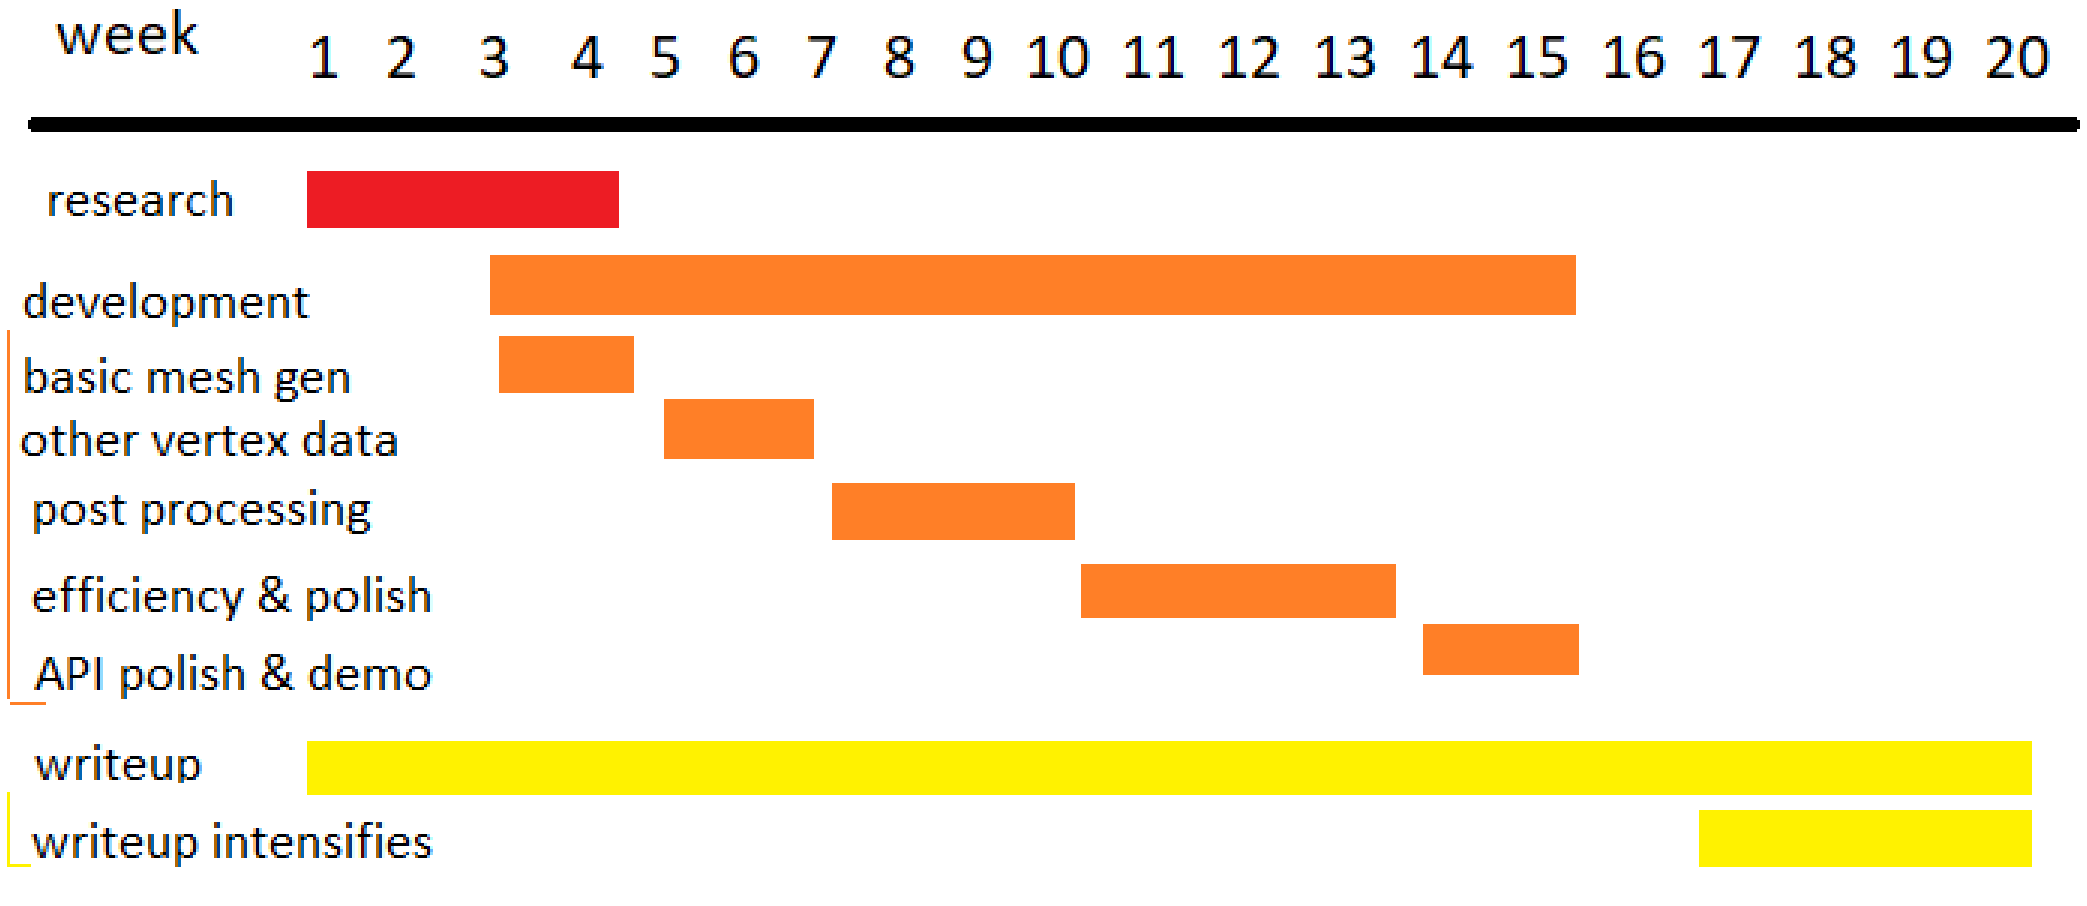 week 1 2 3 4 5 6 7 8 9 10 11 12 13 14 15 16 17 18 19 20
research
development
basic mesh gen
other vertex data
post processing
efficiency & polish
API polish & demo
writeup
writeup intensifies